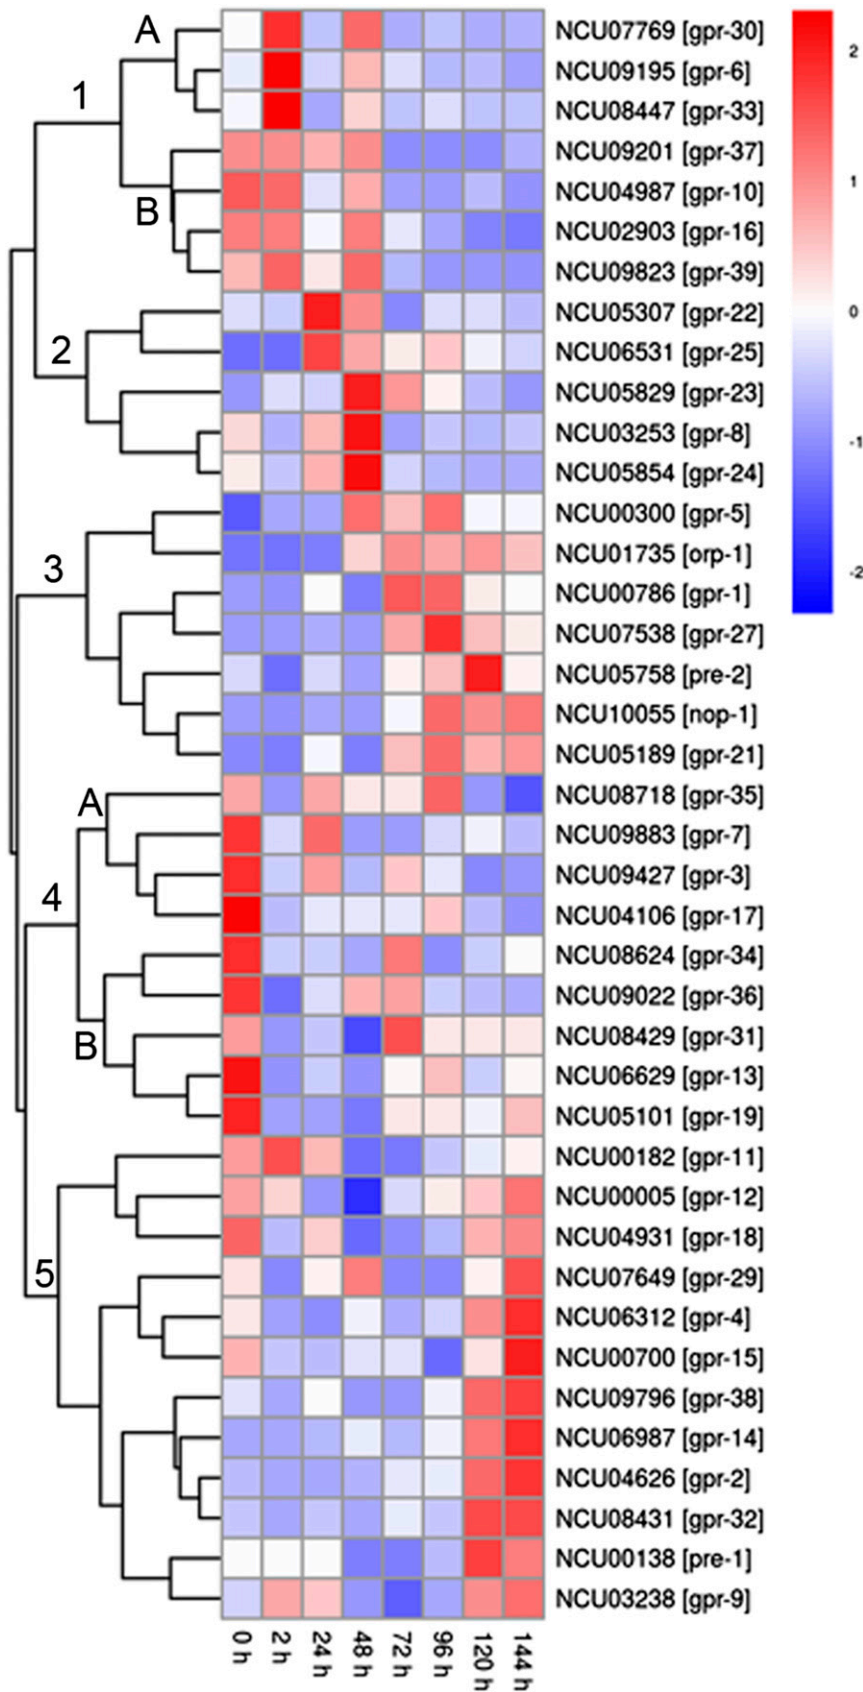 A
1
B
2
3
A
4
B
5
NCU07769 [gpr-30]
NCU09195 [gpr-6]
NCU08447 [gpr-33]
NCU09201 [gpr-37]
NCU04987 [gpr-10]
NCU02903 [gpr-16]
NCU09823 [gpr-39]
NCU05307 [gpr-22]
NCU06531 [gpr-25]
NCU05829 [gpr-23]
NCU03253 [gpr-8]
NCU05854 [gpr-24]
NCU00300 [gpr-5]
NCU01735 [orp-1]
NCU00786 [gpr-1]
NCU07538 [gpr-27]
NCU05758 [pre-2]
NCU10055 [nop-1]
NCU05189 [gpr-21]
NCU08718 [gpr-35]
NCU09883 [gpr-7]
NCU09427 [gpr-3]
NCU04106 [gpr-17]
NCU08624 [gpr-34]
NCU09022 [gpr-36]
NCU08429 [gpr-31]
NCU06629 [gpr-13]
NCU05101 [gpr-19]
NCU00182 [gpr-11]
NCU00005 [gpr-12]
NCU04931 [gpr-18]
NCU07649 [gpr-29]
NCU06312 [gpr-4]
NCU00700 [gpr-15]
NCU09796 [gpr-38]
NCU06987 [gpr-14]
NCU04626 [gpr-2]
NCU08431 [gpr-32]
NCU00138 [pre-1]
NCU03238 [gpr-9]
2
1
0
-1
-2
0 h
2 h
24 h
48 h
72 h
96 h
120 h
144 h